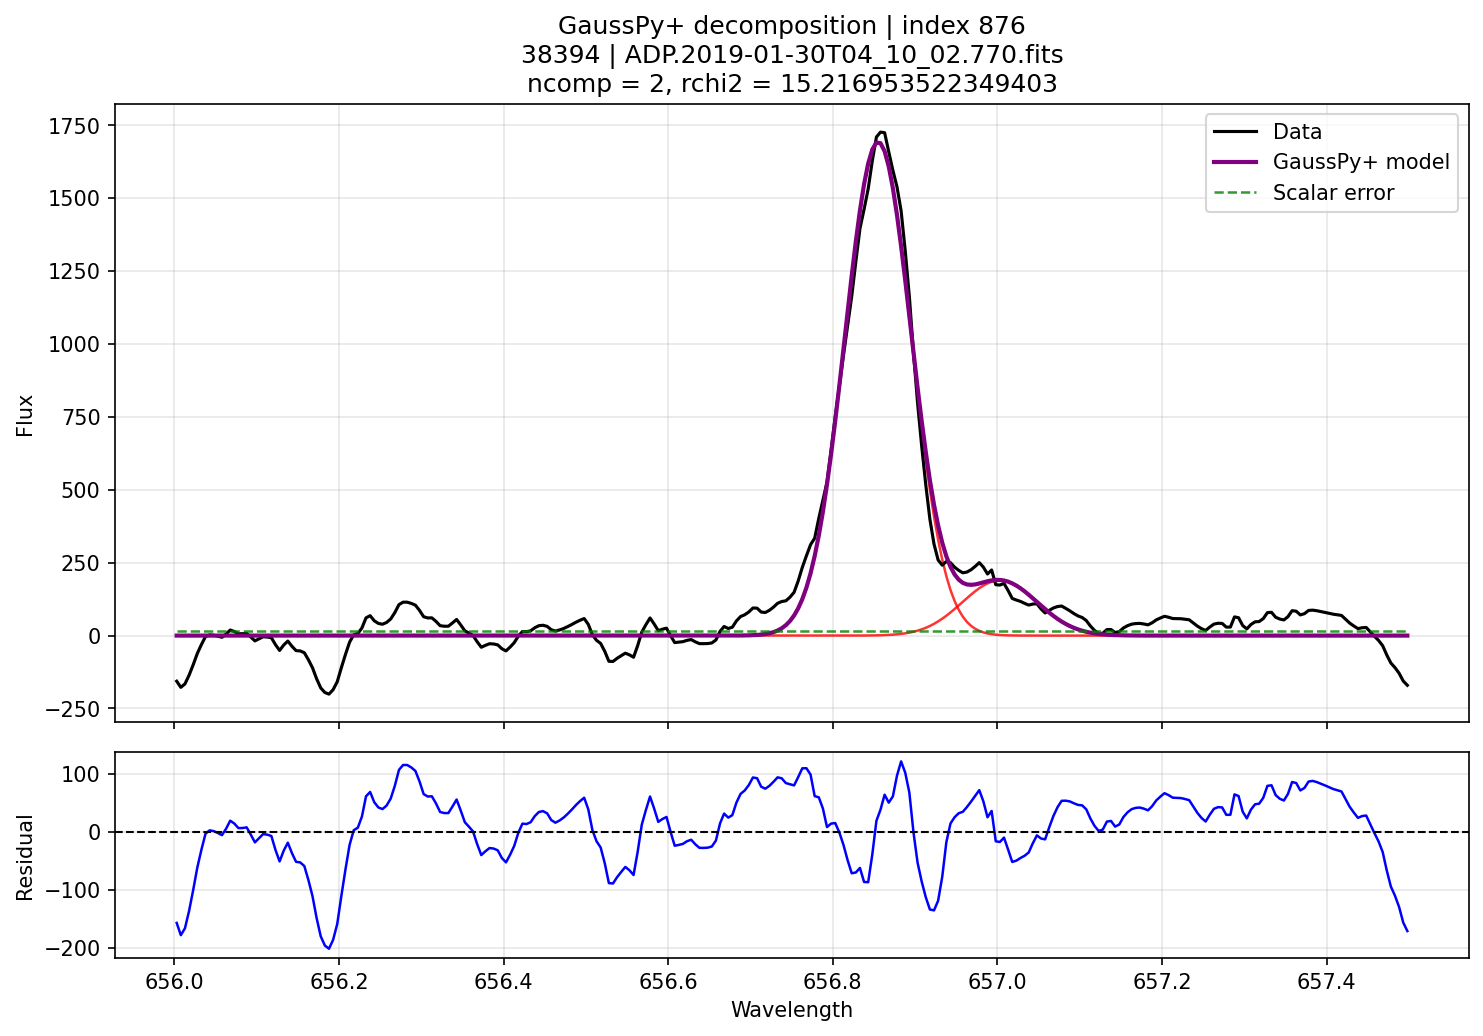 GaussPy+ decomposition | index 876
38394 | ADP.2019-01-30T04_10_02.770.fits
ncomp = 2, rchi2 = 15.216953522349403
Data
GaussPy+ model
Scalar error
Flux
1750
1500
1250
1000
750
500
250
0
−250
Residual
100
0
−100
−200
656.0
656.2
656.4
656.6
656.8
657.0
657.2
657.4
Wavelength